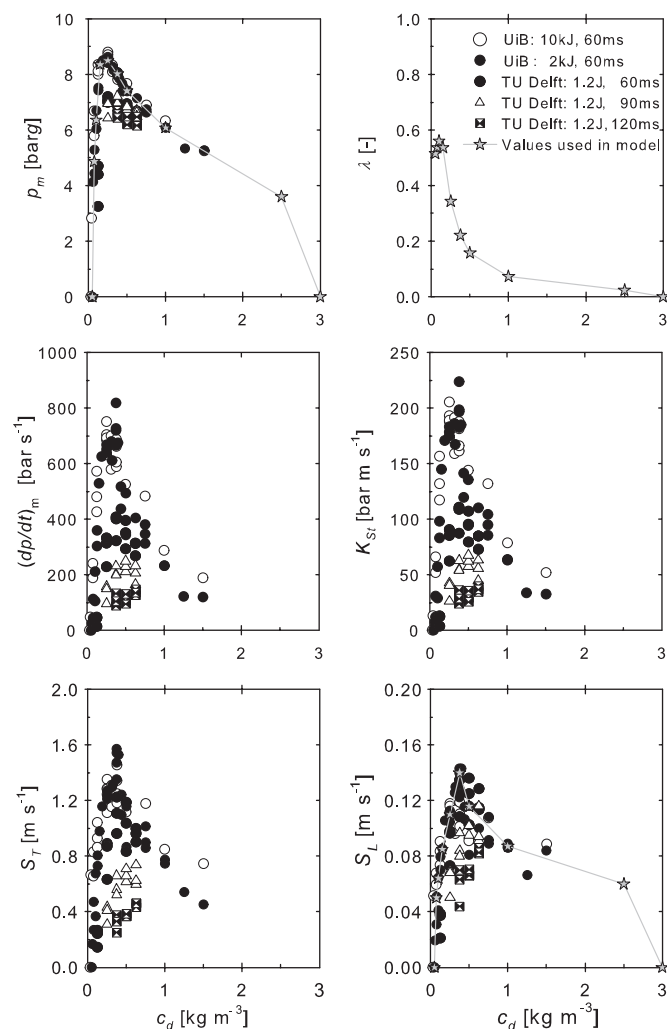 10
8
6
4
2
0
0 1 2 3
p_m [barg]
1.0
0.8
0.6
0.4
0.2
0.0
0 1 2 3
λ [-]
UiB: 10kJ, 60ms
UiB: 2kJ, 60ms
TU Delft: 1.2J, 60ms
TU Delft: 1.2J, 90ms
TU Delft: 1.2J, 120ms
Values used in model
1000
800
600
400
200
0
0 1 2 3
(dp/dt)_m [bar s⁻¹]
250
200
150
100
50
0
0 1 2 3
K_St [bar m s⁻¹]
2.0
1.6
1.2
0.8
0.4
0.0
0 1 2 3
S_T [m s⁻¹]
c_d [kg m⁻³]
0.20
0.16
0.12
0.08
0.04
0.00
0 1 2 3
S_L [m s⁻¹]
c_d [kg m⁻³]